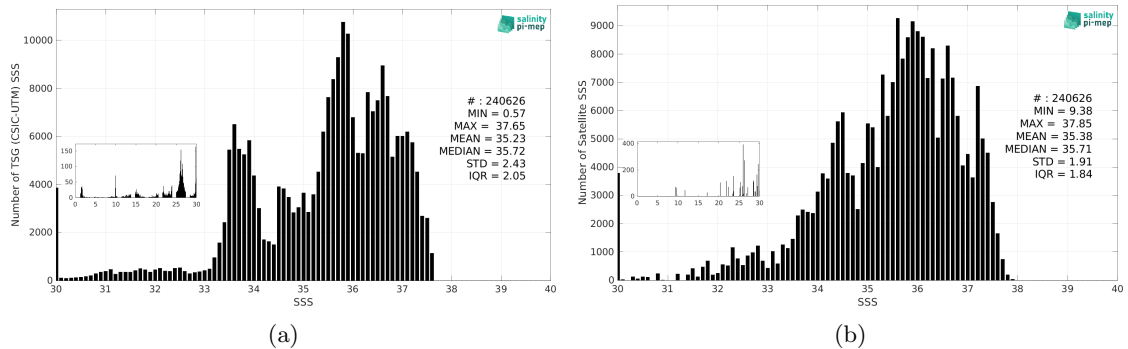 salinity
pi-mep
Number of TSG (CSIC-UTM) SSS
10000
8000
6000
4000
2000
0
# : 240626
MIN = 0.57
MAX = 37.65
MEAN = 35.23
MEDIAN = 35.72
STD = 2.43
IQR = 2.05
150
100
50
0
0 5 10 15 20 25 30
30 31 32 33 34 35 36 37 38 39 40
SSS
(a)
salinity
pi-mep
Number of Satellite SSS
9000
8000
7000
6000
5000
4000
3000
2000
1000
0
# : 240626
MIN = 9.38
MAX = 37.85
MEAN = 35.38
MEDIAN = 35.71
STD = 1.91
IQR = 1.84
400
200
0
0 5 10 15 20 25 30
30 31 32 33 34 35 36 37 38 39 40
SSS
(b)